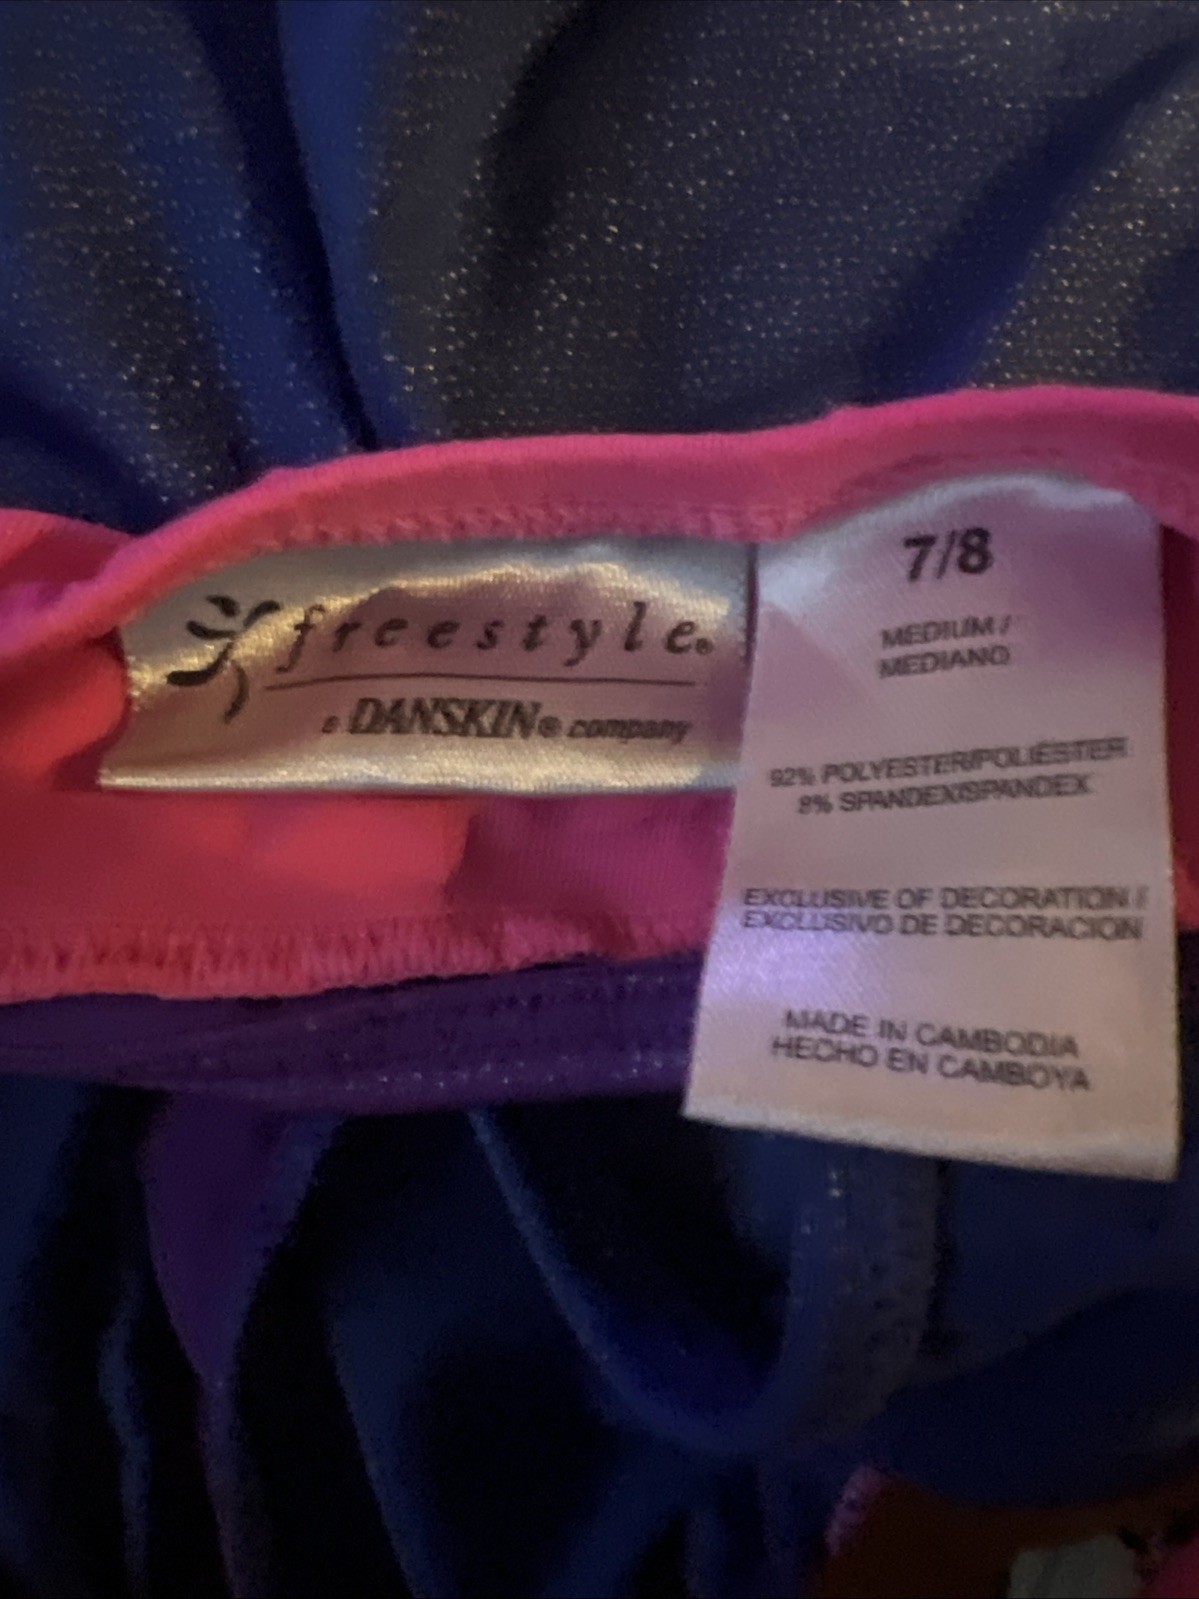 freestyle®
a DANSKIN® company
7/8
MEDIUM /
MEDIANO
92% POLYESTER/POLIÉSTER
8% SPANDEX/SPANDEX
EXCLUSIVE OF DECORATION /
EXCLUSIVO DE DECORACION
MADE IN CAMBODIA
HECHO EN CAMBOYA